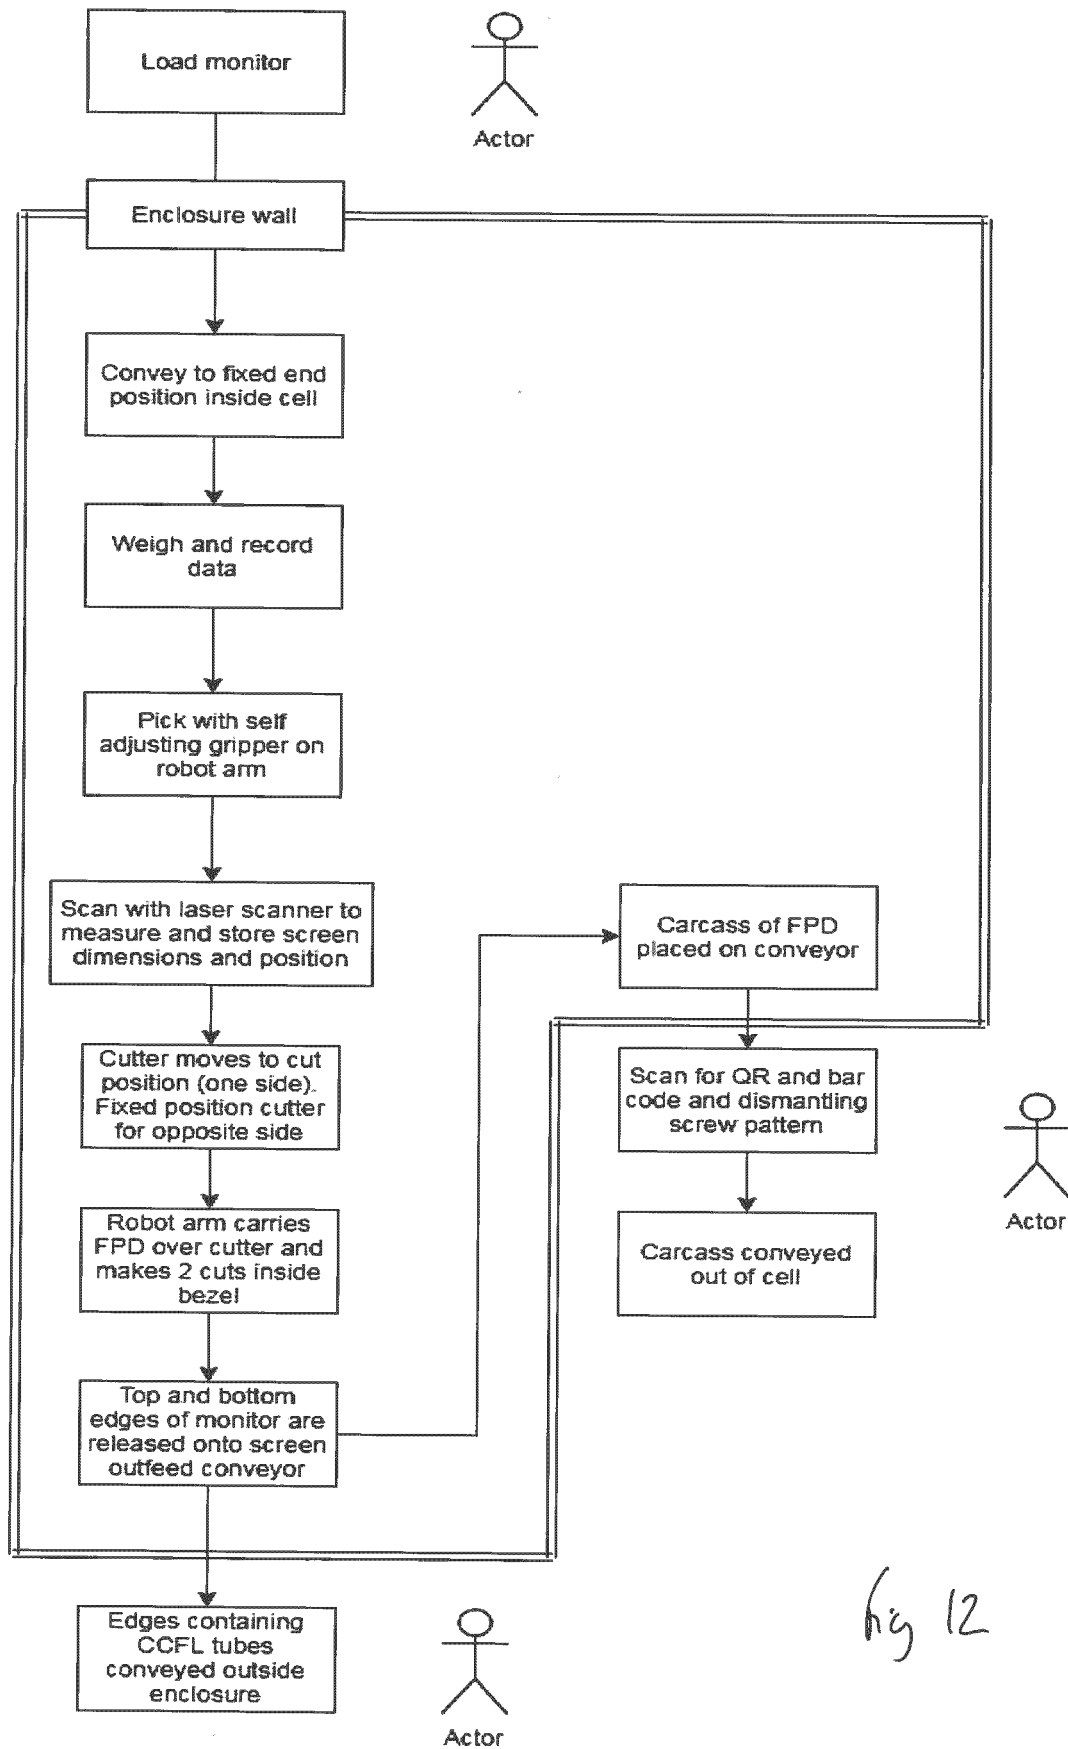 Load monitor
Actor
Enclosure wall
Convey to fixed end
position inside cell
Weigh and record
data
Pick with self
adjusting gripper on
robot arm
Scan with laser scanner to
measure and store screen
dimensions and position
Cutter moves to cut
position (one side).
Fixed position cutter
for opposite side
Robot arm carries
FPD over cutter and
makes 2 cuts inside
bezel
Top and bottom
edges of monitor are
released onto screen
outfeed conveyor
Edges containing
CCFL tubes
conveyed outside
enclosure
Actor
Carcass of FPD
placed on conveyor
Scan for QR and bar
code and dismantling
screw pattern
Carcass conveyed
out of cell
Actor
Fig 12